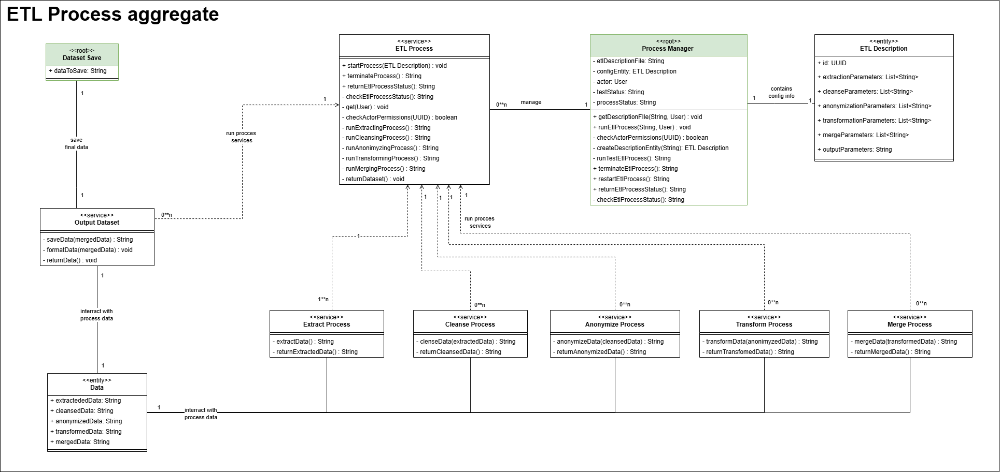 ETL Process aggregate
<<root>>
Dataset Save
+ dataToSave: String
1
save
final data
1
<<service>>
Output Dataset
- saveData(mergedData) : String
- formatData(mergedData) : void
- returnData() : void
0**n
run procces
services
1
1
interract with
process data
1
<<entity>>
Data
+ extractededData: String
+ cleansedData: String
+ anonymizedData: String
+ transformedData: String
+ mergedData: String
1
interract with
process data
<<service>>
ETL Process
+ startProcess(ETL Description) : void
+ terminateProcess() : String
+ returnEtlProcessStatus(): String
- checkEtlProcessStatus(): String
- get(User) : void
- checkActorPermissions(UUID) : boolean
- runExtractingProcess() : String
- runCleansingProcess() : String
- runAnonimyzingProcess() : String
- runTransformingProcess() : String
- runMergingProcess() : String
- returnDataset() : void
0**n
manage
1
<<root>>
Process Manager
- etlDescriptionFile: String
- configEntity: ETL Description
- actor: User
- testStatus: String
- processStatus: String
+ getDescriptionFIle(String, User) : void
+ runEtlProcess(String, User) : void
- checkActorPermissions(UUID) : boolean
- createDescriptionEntity(String): ETL Description
- runTestEtlProcess(): String
+ terminateEtlProcess(): String
+ restartEtlProcess(): String
+ returnEtlProcessStatus(): String
- checkEtlProcessStatus(): String
1
contains
config info
1
<<entity>>
ETL Description
+ id: UUID
+ extractionParameters: List<String>
+ cleanseParameters: List<String>
+ anonymizationParameters: List<String>
+ transformationParameters: List<String>
+ mergeParameters: List<String>
+ outputParameters: String
1
1
1
1
1
run procces
services
1**n
0**n
0**n
0**n
0**n
<<service>>
Extract Process
- extractData() : String
- returnExtractedData() : String
<<service>>
Cleanse Process
- clenseData(extractedData) : String
- returnCleansedData() : String
<<service>>
Anonymize Process
- anonymizeData(cleansedData) : String
- returnAnonymizedData() : String
<<service>>
Transform Process
- transformData(anonimyzedData) : String
- returnTransfomedData() : String
<<service>>
Merge Process
- mergeData(transformedData) : String
- returnMergedData() : String